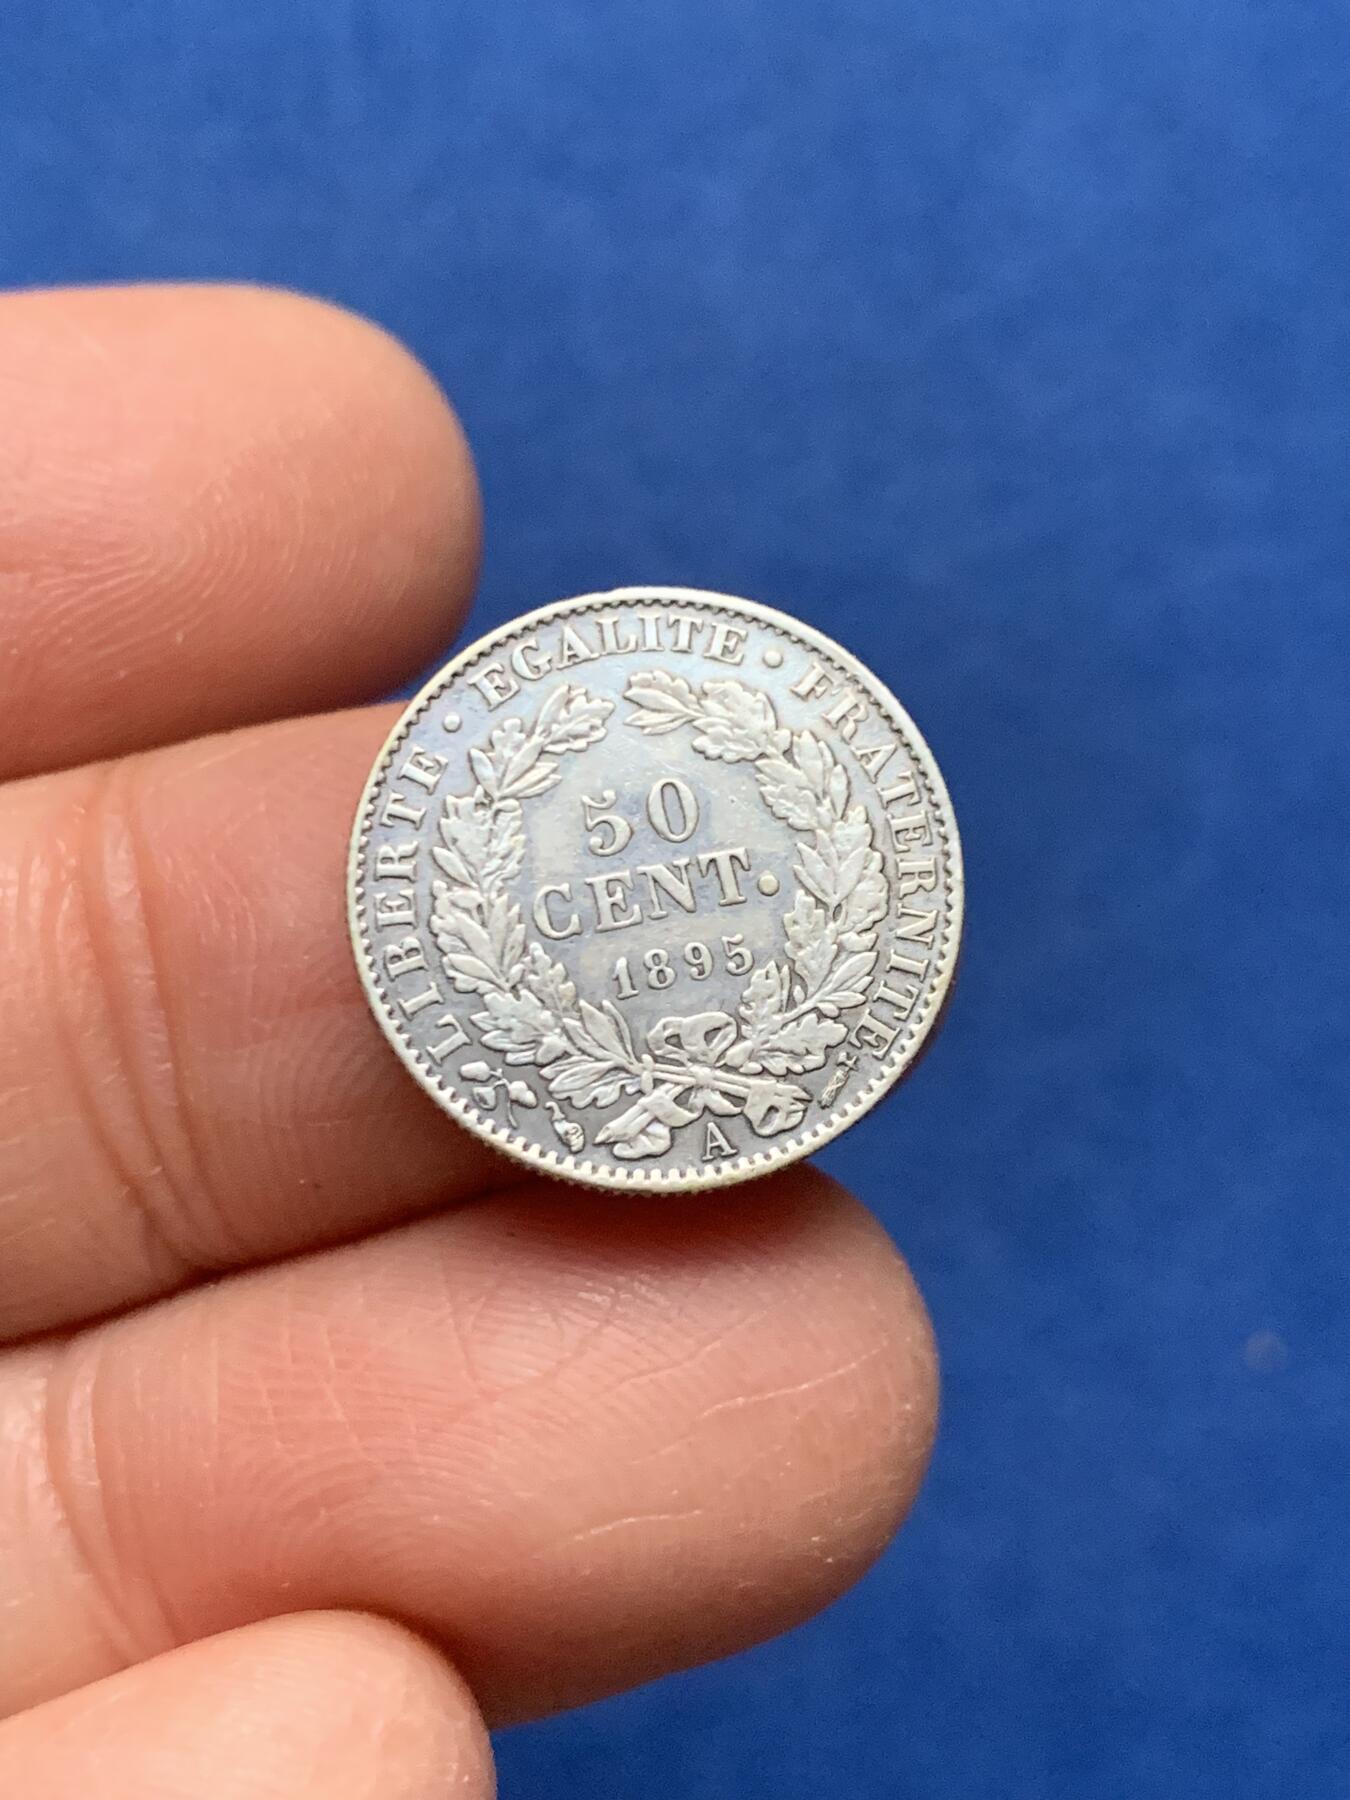 LIBERTE • EGALITE • FRATERNITE
50
CENT.
1895
A